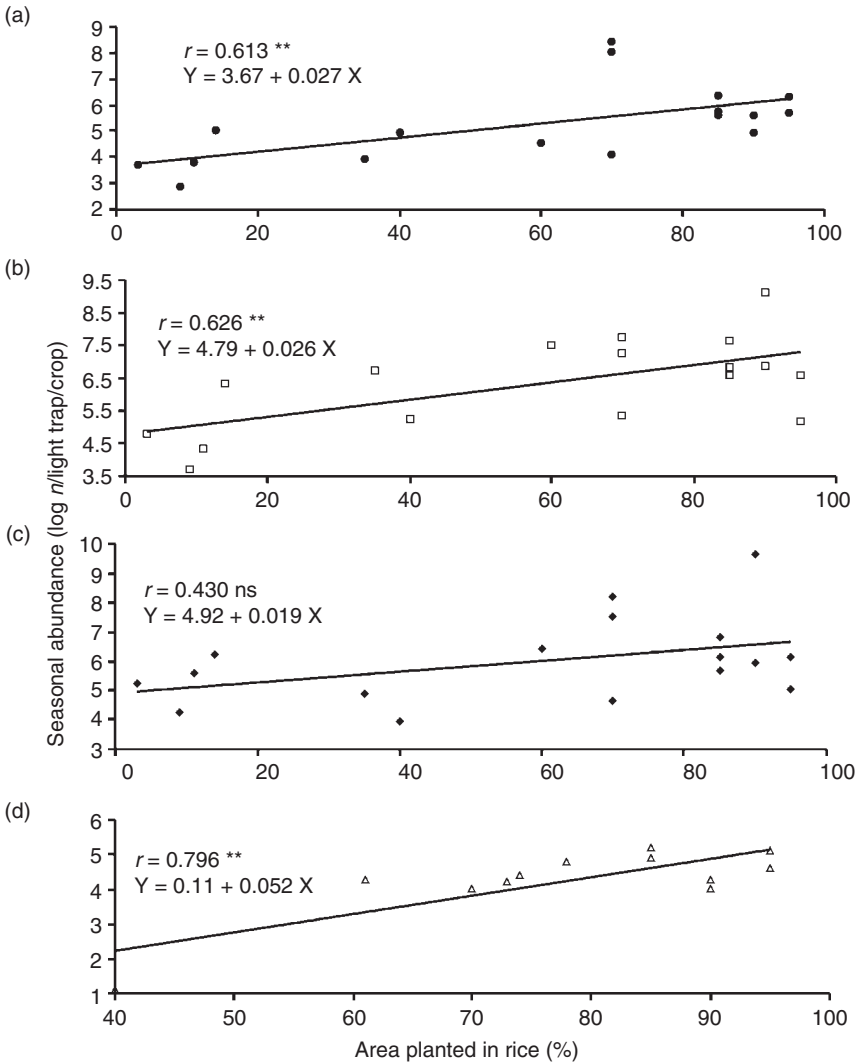 (a)
9
8
7
6
5
4
3
2
r = 0.613 **
Y = 3.67 + 0.027 X
0 20 40 60 80 100
(b)
9.5
8.5
7.5
6.5
5.5
4.5
3.5
r = 0.626 **
Y = 4.79 + 0.026 X
0 20 40 60 80 100
Seasonal abundance (log n/light trap/crop)
(c)
10
9
8
7
6
5
4
3
r = 0.430 ns
Y = 4.92 + 0.019 X
0 20 40 60 80 100
(d)
6
5
4
3
2
1
r = 0.796 **
Y = 0.11 + 0.052 X
40 50 60 70 80 90 100
Area planted in rice (%)